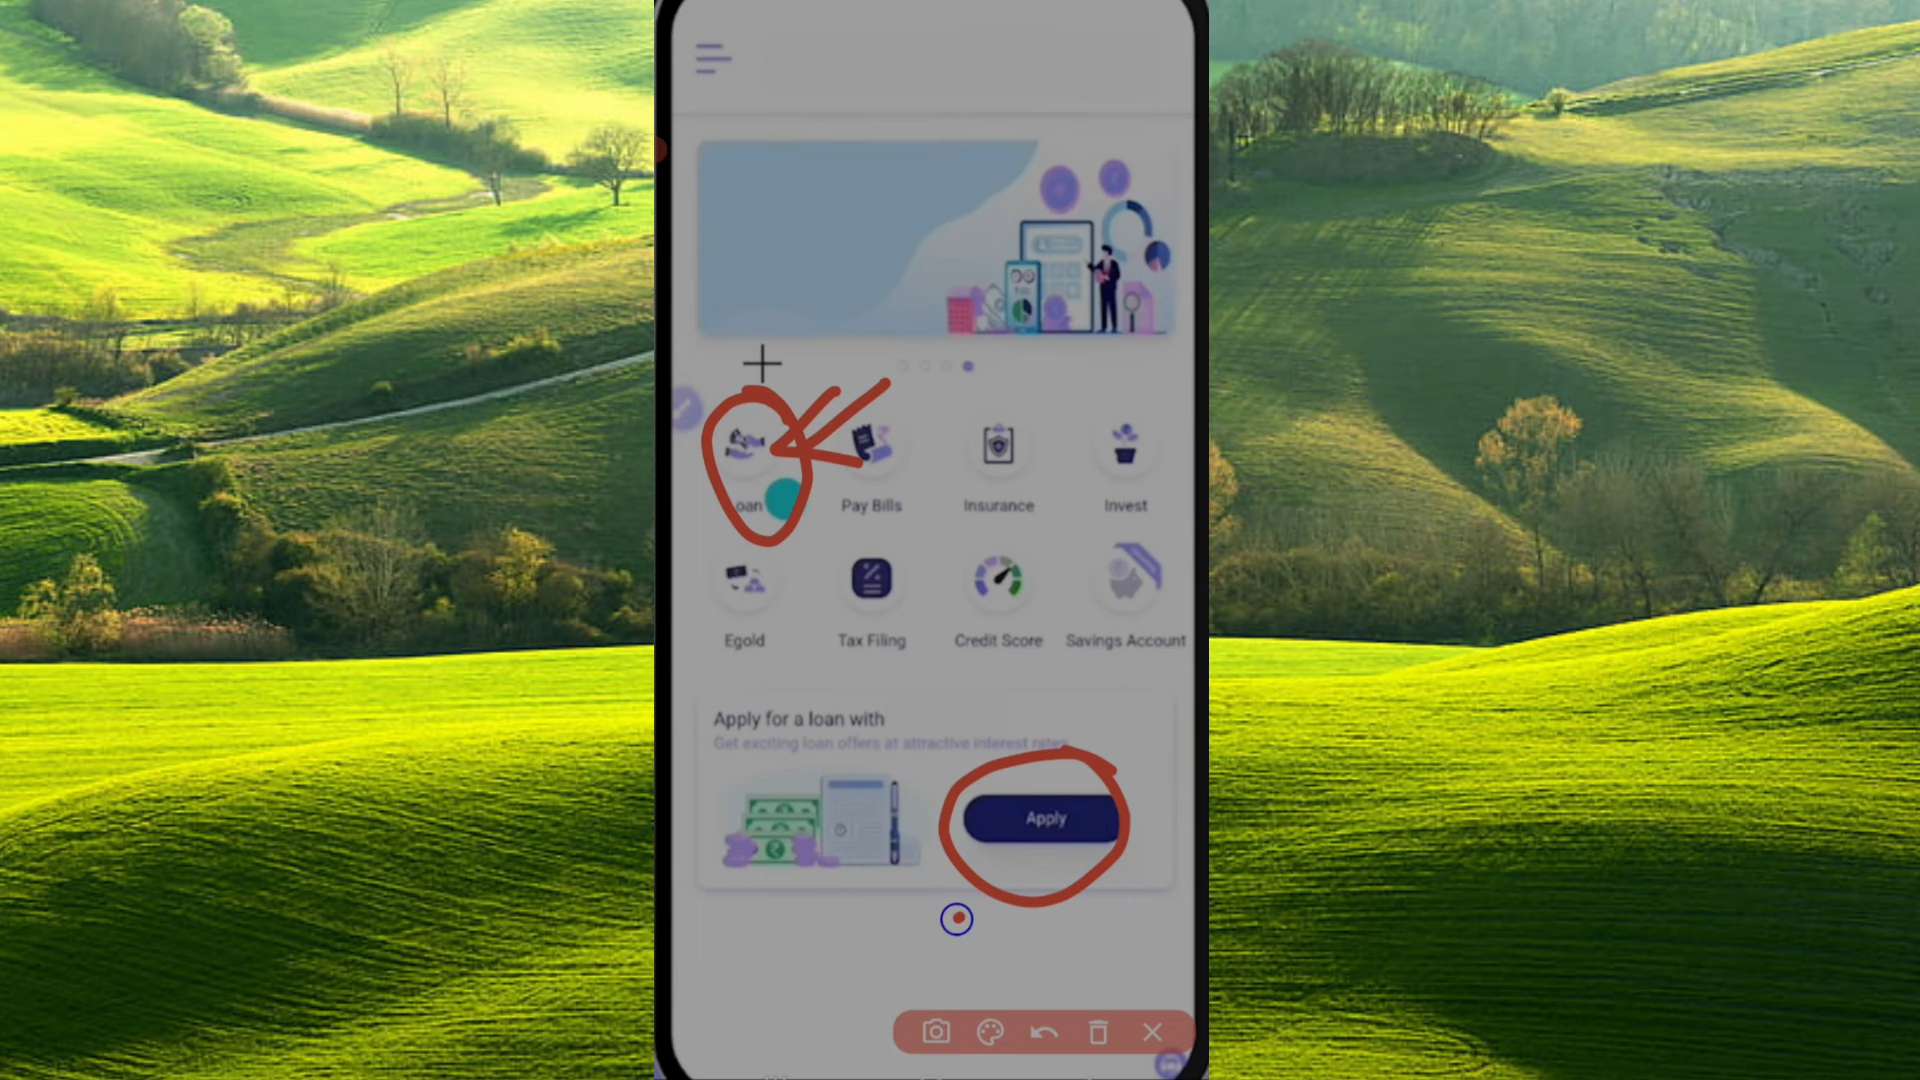 oan Pay Bills Insurance Invest
Egold Tax Filing Credit Score Savings Account
Apply for a loan with
Get exciting loan offers at attractive interest rates
Apply